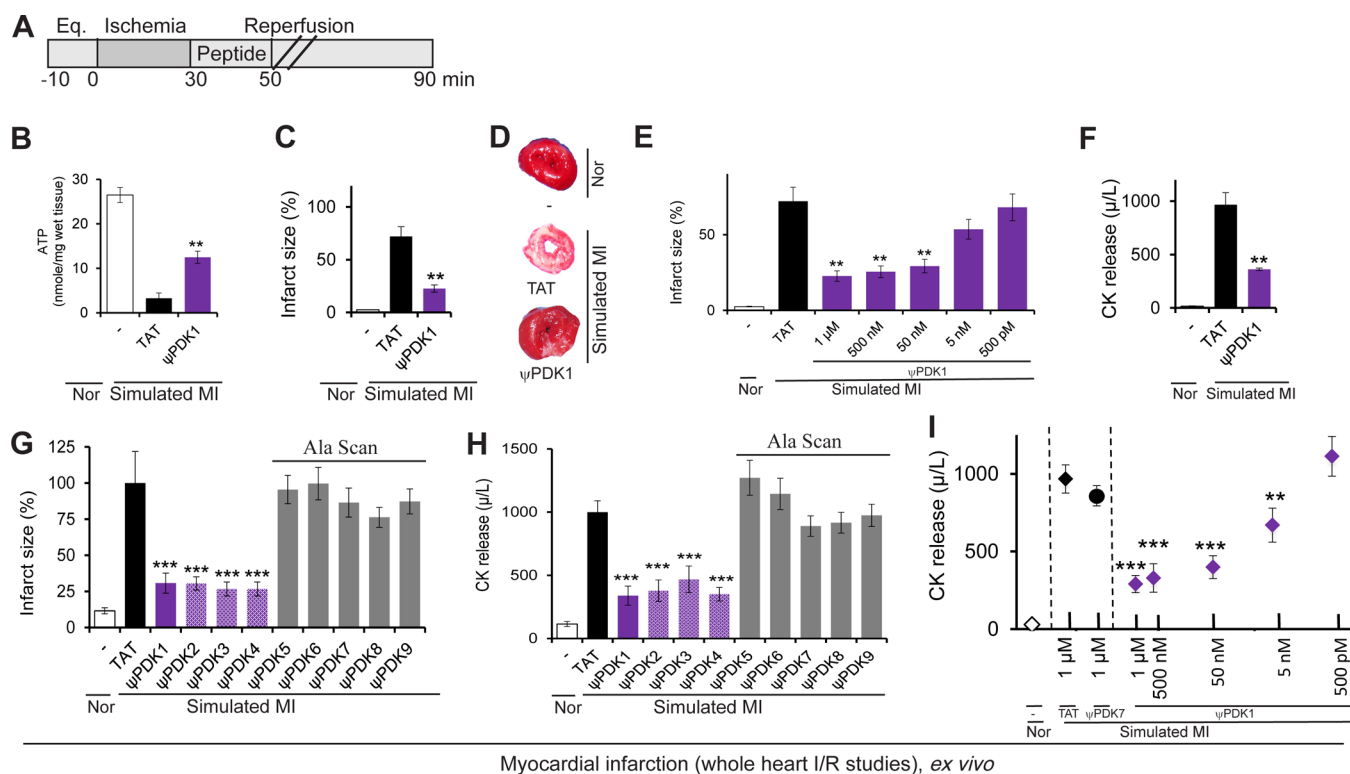 A
Eq. Ischemia Reperfusion
Peptide
-10 0 30 50 90 min
B
ATP
(nmole/mg wet tissue)
30
20
10
0
- TAT ψPDK1
Nor Simulated MI
C
Infarct size (%)
100
50
0
- TAT ψPDK1
Nor Simulated MI
**
**
D
Nor
-
TAT
Simulated MI
ψPDK1
E
Infarct size (%)
50
0
** ** **
- TAT 1 µM 500 nM 50 nM 5 nM 500 pM
ψPDK1
Nor Simulated MI
F
CK release (µ/L)
1000
500
0
**
- TAT ψPDK1
Nor Simulated MI
G
Infarct size (%)
125
100
75
50
25
0
Ala Scan
*** *** *** ***
- TAT ψPDK1 ψPDK2 ψPDK3 ψPDK4 ψPDK5 ψPDK6 ψPDK7 ψPDK8 ψPDK9
Nor Simulated MI
H
CK release (µ/L)
1500
1000
500
0
Ala Scan
*** *** *** ***
- TAT ψPDK1 ψPDK2 ψPDK3 ψPDK4 ψPDK5 ψPDK6 ψPDK7 ψPDK8 ψPDK9
Nor Simulated MI
I
CK release (µ/L)
1000
500
0
*** *** *** **
1 µM 1 µM 1 µM 500 nM 50 nM 5 nM 500 pM
- TAT ψPDK7 ψPDK1
Nor Simulated MI
Myocardial infarction (whole heart I/R studies), ex vivo